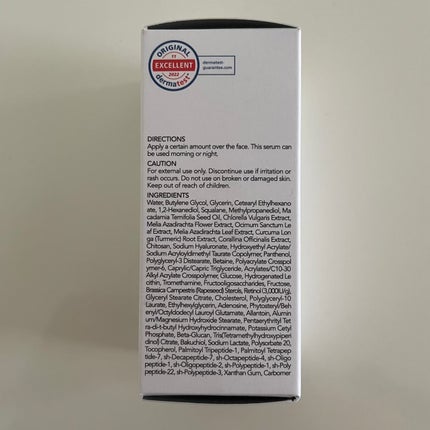 ORIGINAL
11
EXCELLENT
2022
dermatest
dermatest-
guarantee.com
DIRECTIONS
Apply a certain amount over the face. This serum can
be used morning or night.
CAUTION
For external use only. Discontinue use if irritation or
rash occurs. Do not use on broken or damaged skin.
Keep out of reach of children.
INGREDIENTS
Water, Butylene Glycol, Glycerin, Cetearyl Ethylhexano
ate, 1,2-Hexanediol, Squalane, Methylpropanediol, Ma
cadamia Ternifolia Seed Oil, Chlorella Vulgaris Extract,
Melia Azadirachta Flower Extract, Ocimum Sanctum Le
af Extract, Melia Azadirachta Leaf Extract, Curcuma Lon
ga (Turmeric) Root Extract, Corallina Officinalis Extract,
Chitosan, Sodium Hyaluronate, Hydroxyethyl Acrylate/
Sodium Acryloyldimethyl Taurate Copolymer, Panthenol,
Polyglyceryl-3 Distearate, Betaine, Polyacrylate Crosspol
ymer-6, Caprylic/Capric Triglyceride, Acrylates/C10-30
Alkyl Acrylate Crosspolymer, Glucose, Hydrogenated Le
cithin, Tromethamine, Fructooligosaccharides, Fructose,
Brassica Campestris (Rapeseed) Sterols, Retinol (3,000IU/g),
Glyceryl Stearate Citrate, Cholesterol, Polyglyceryl-10
Laurate, Ethylhexylglycerin, Adenosine, Phytosteryl/Beh
enyl/Octyldodecyl Lauroyl Glutamate, Allantoin, Alumin
um/Magnesium Hydroxide Stearate, Pentaerythrityl Tet
ra-di-t-butyl Hydroxyhydrocinnamate, Potassium Cetyl
Phosphate, Beta-Glucan, Tris(Tetramethylhydroxypiperi
dinol) Citrate, Bakuchiol, Sodium Lactate, Polysorbate 20,
Tocopherol, Palmitoyl Tripeptide-1, Palmitoyl Tetrapep
tide-7, sh-Decapeptide-7, sh-Octapeptide-4, sh-Oligo
peptide-1, sh-Oligopeptide-2, sh-Polypeptide-1, sh-Poly
peptide-22, sh-Polypeptide-3, Xanthan Gum, Carbomer